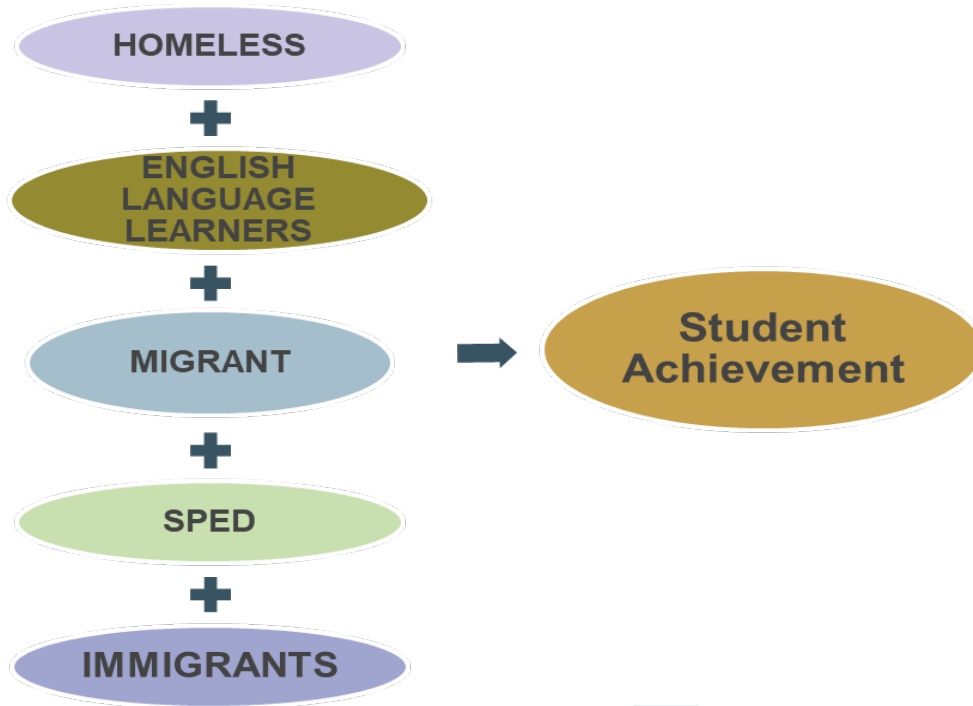 HOMELESS
ENGLISH
LANGUAGE
LEARNERS
MIGRANT
SPED
IMMIGRANTS
Student
Achievement